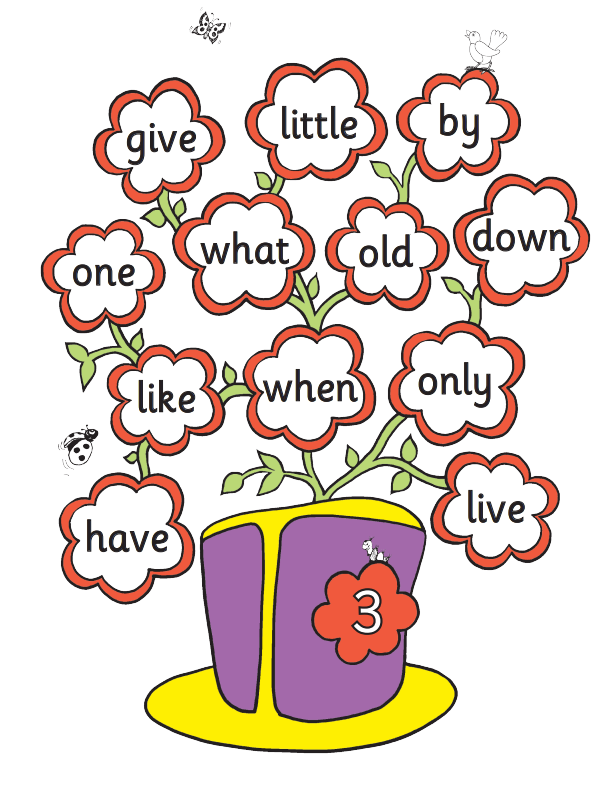 give
little
by
what
old
down
one
like
when
only
have
live
3